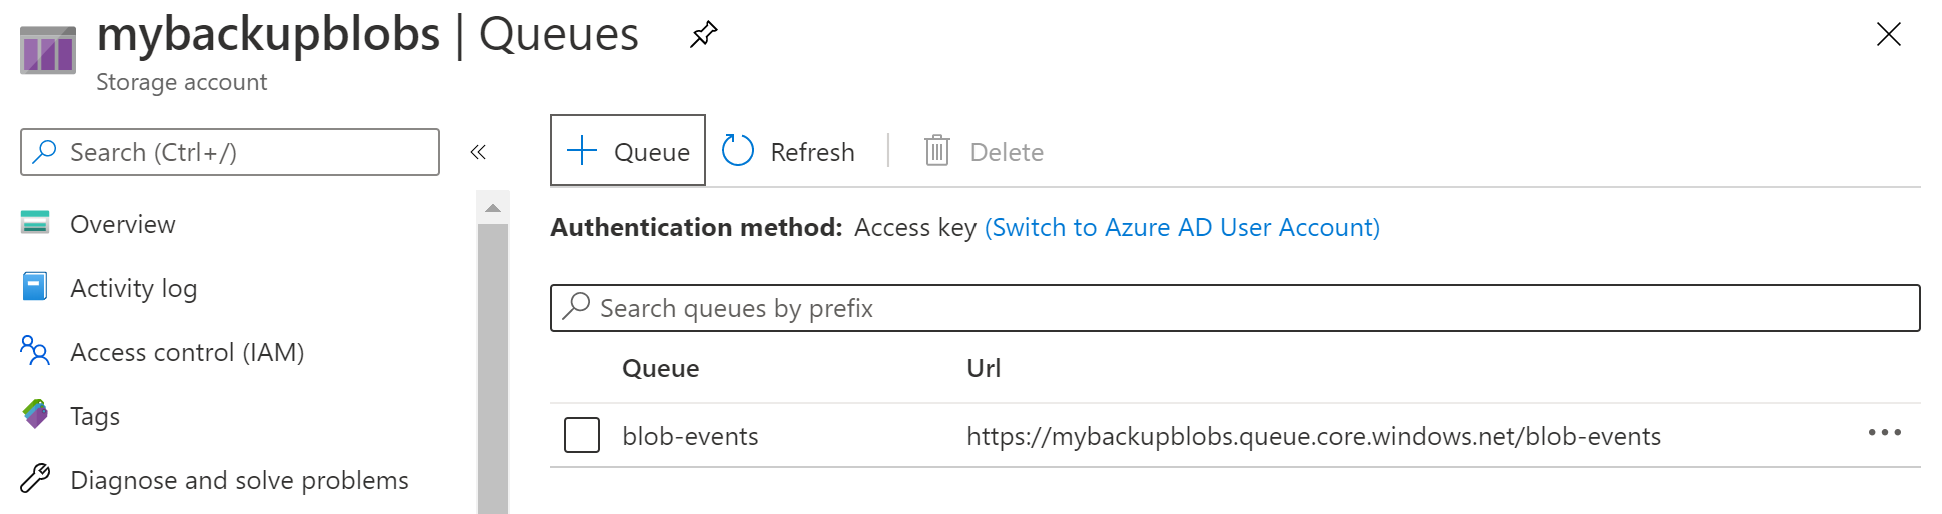 mybackupblobs | Queues
Storage account
Search (Ctrl+/)
«
Overview
Activity log
Access control (IAM)
Tags
Diagnose and solve problems
Queue
Refresh
Delete
Authentication method: Access key (Switch to Azure AD User Account)
Search queues by prefix
Queue Url
blob-events https://mybackupblobs.queue.core.windows.net/blob-events